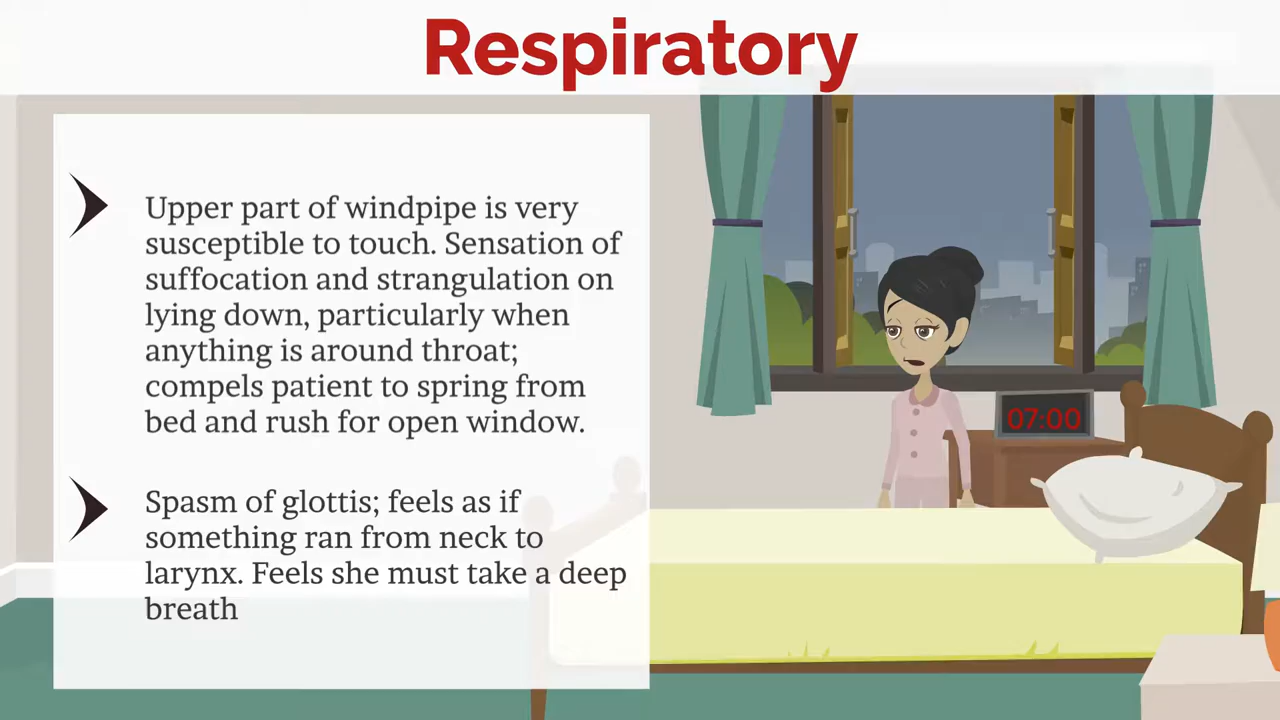 Respiratory
Upper part of windpipe is very
susceptible to touch. Sensation of
suffocation and strangulation on
lying down, particularly when
anything is around throat;
compels patient to spring from
bed and rush for open window.
07:00
Spasm of glottis; feels as if
something ran from neck to
larynx. Feels she must take a deep
breath